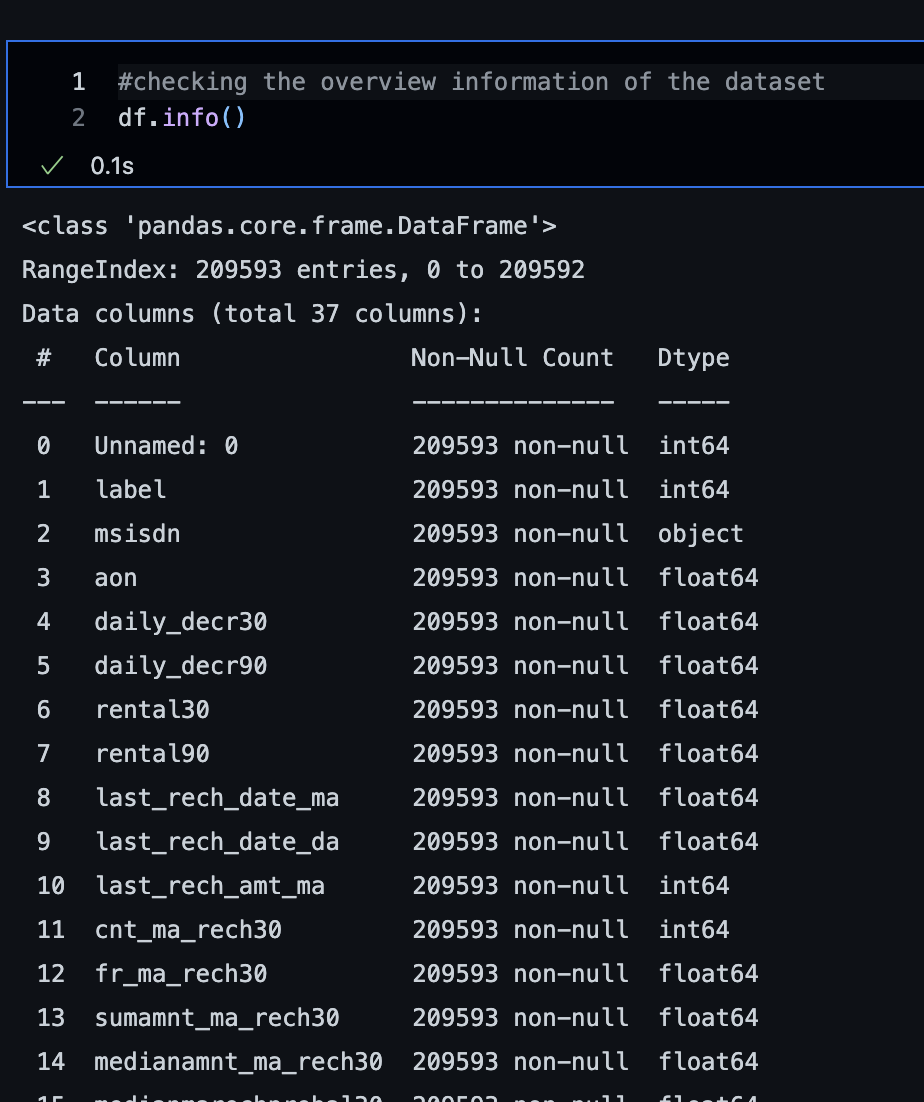 1 #checking the overview information of the dataset
2 df.info()
✓ 0.1s
<class 'pandas.core.frame.DataFrame'>
RangeIndex: 209593 entries, 0 to 209592
Data columns (total 37 columns):
 #   Column                Non-Null Count   Dtype
---  ------                --------------   -----
 0   Unnamed: 0            209593 non-null  int64
 1   label                 209593 non-null  int64
 2   msisdn                209593 non-null  object
 3   aon                   209593 non-null  float64
 4   daily_decr30          209593 non-null  float64
 5   daily_decr90          209593 non-null  float64
 6   rental30              209593 non-null  float64
 7   rental90              209593 non-null  float64
 8   last_rech_date_ma     209593 non-null  float64
 9   last_rech_date_da     209593 non-null  float64
 10  last_rech_amt_ma      209593 non-null  int64
 11  cnt_ma_rech30         209593 non-null  int64
 12  fr_ma_rech30          209593 non-null  float64
 13  sumamnt_ma_rech30     209593 non-null  float64
 14  medianamnt_ma_rech30  209593 non-null  float64